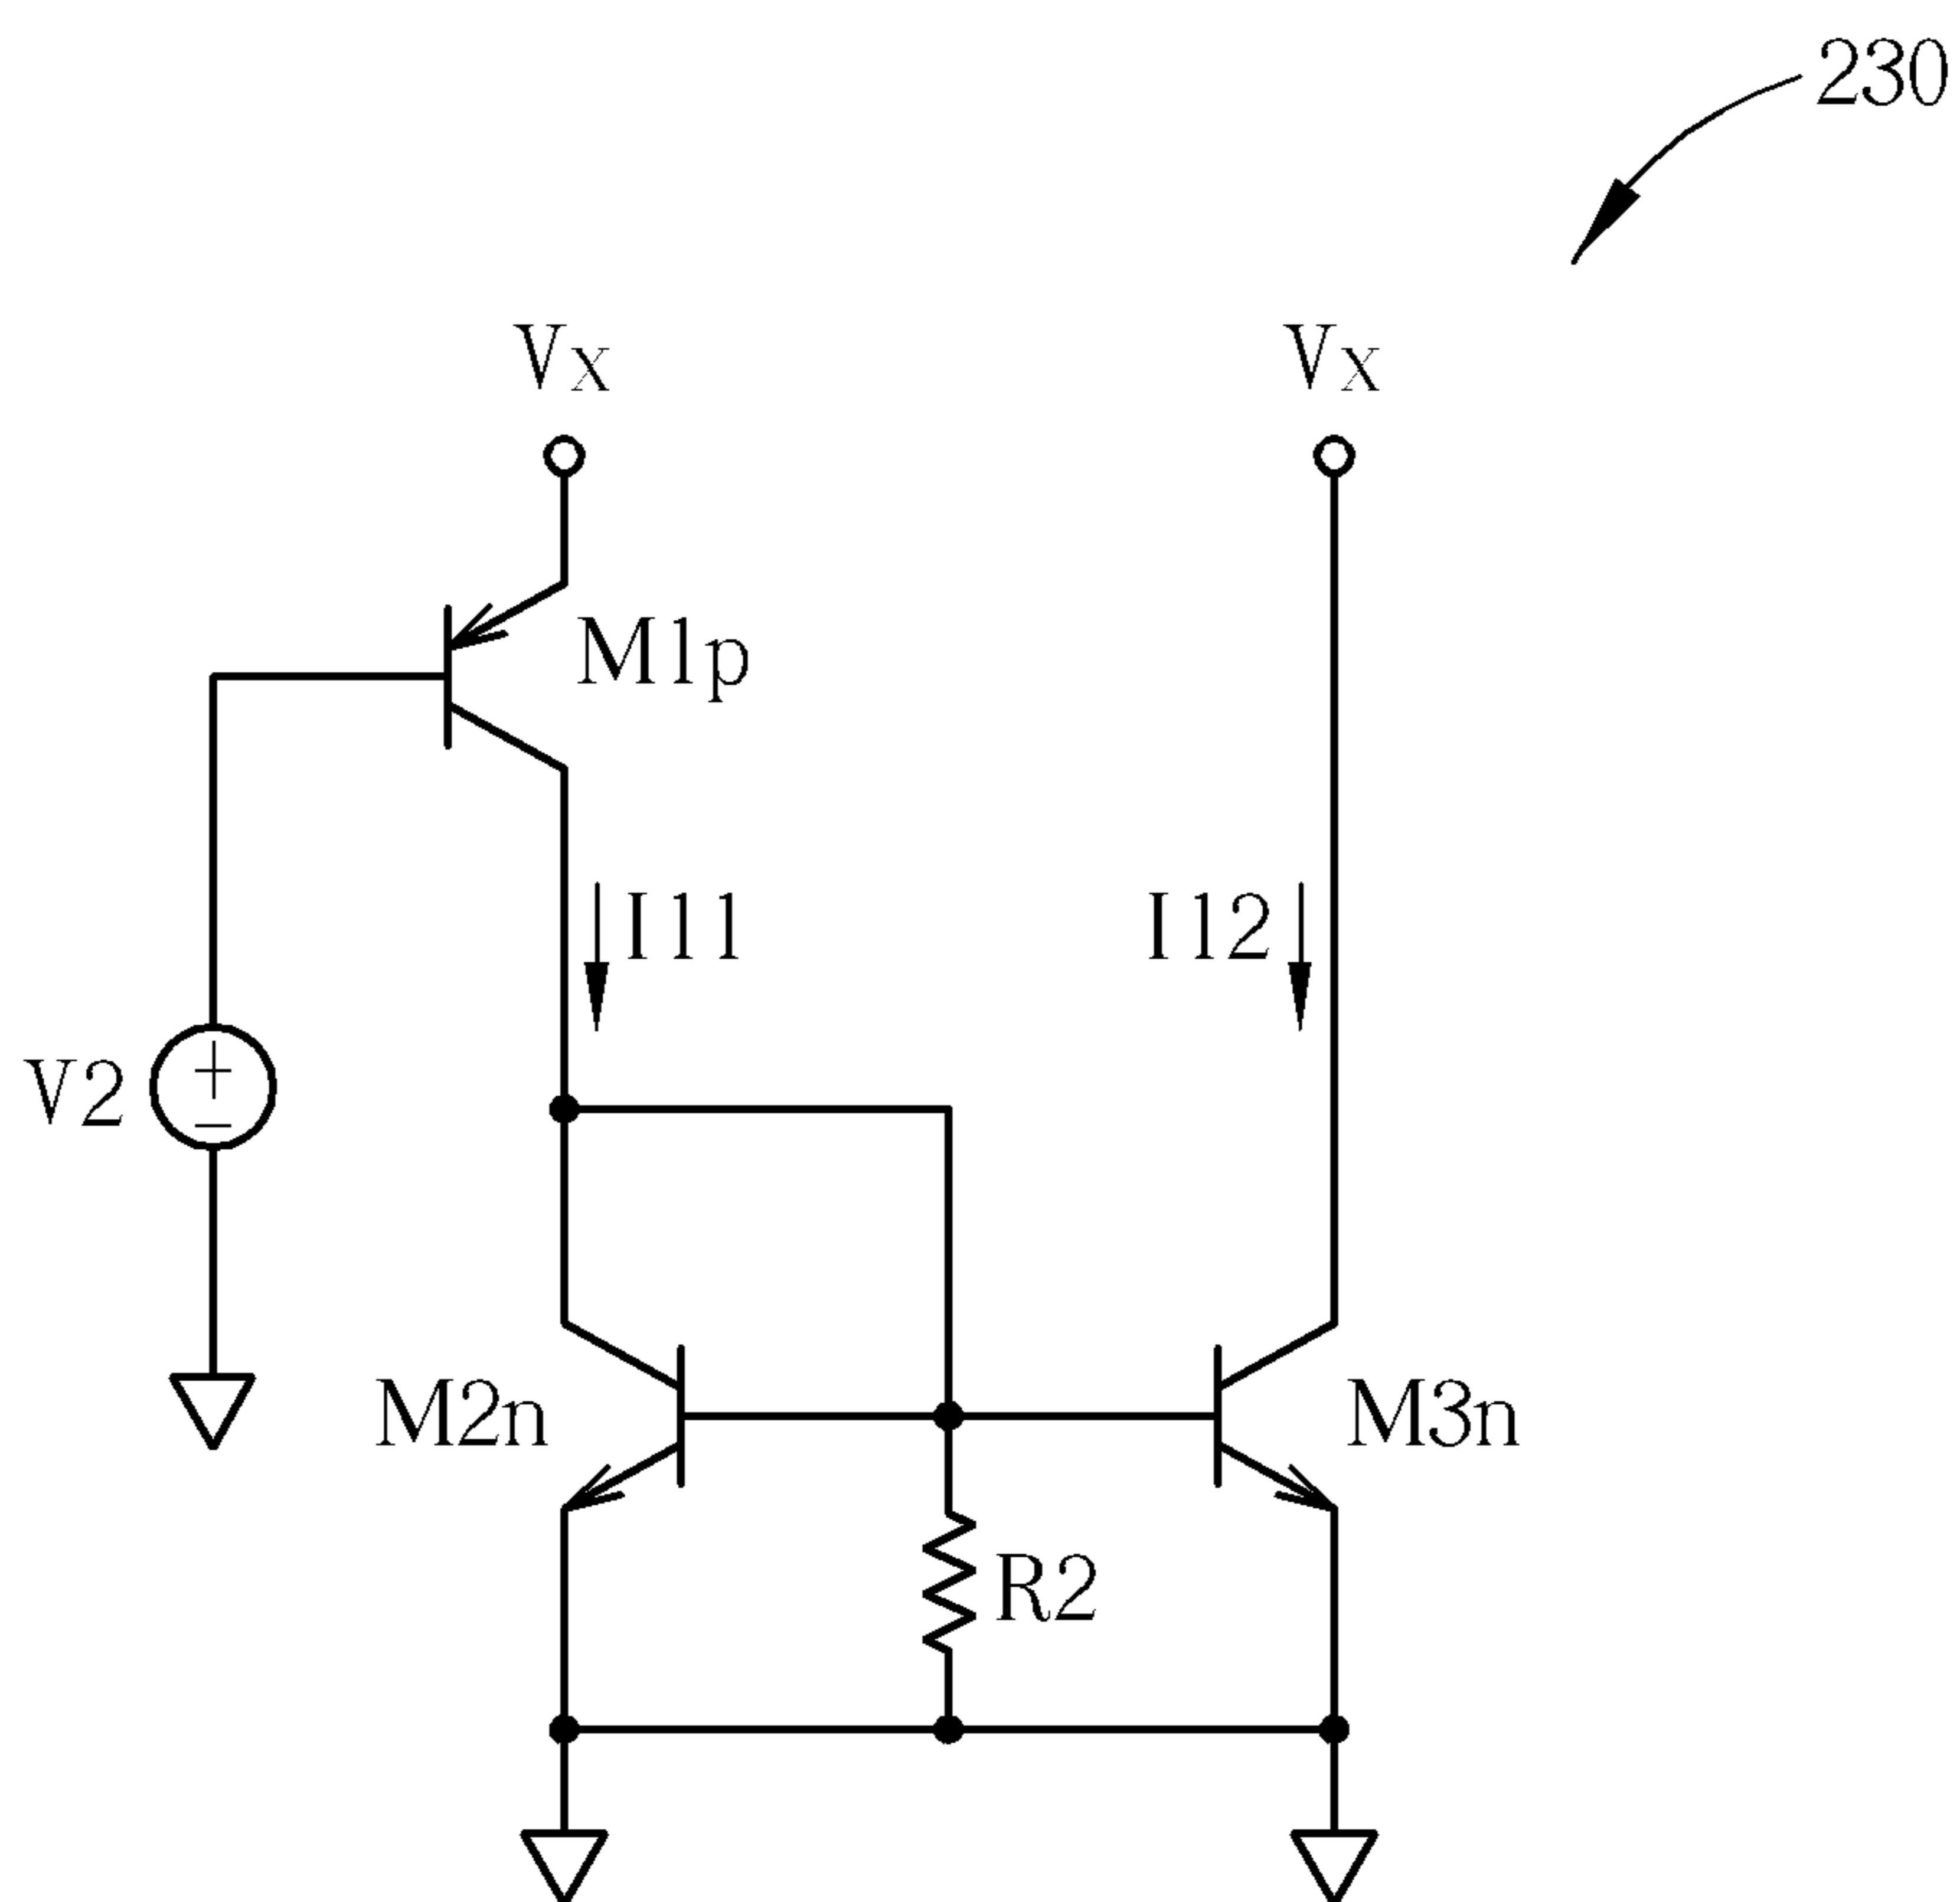 230
VX VX
M1p
I11 I12
V2
+
−
M2n M3n
R2